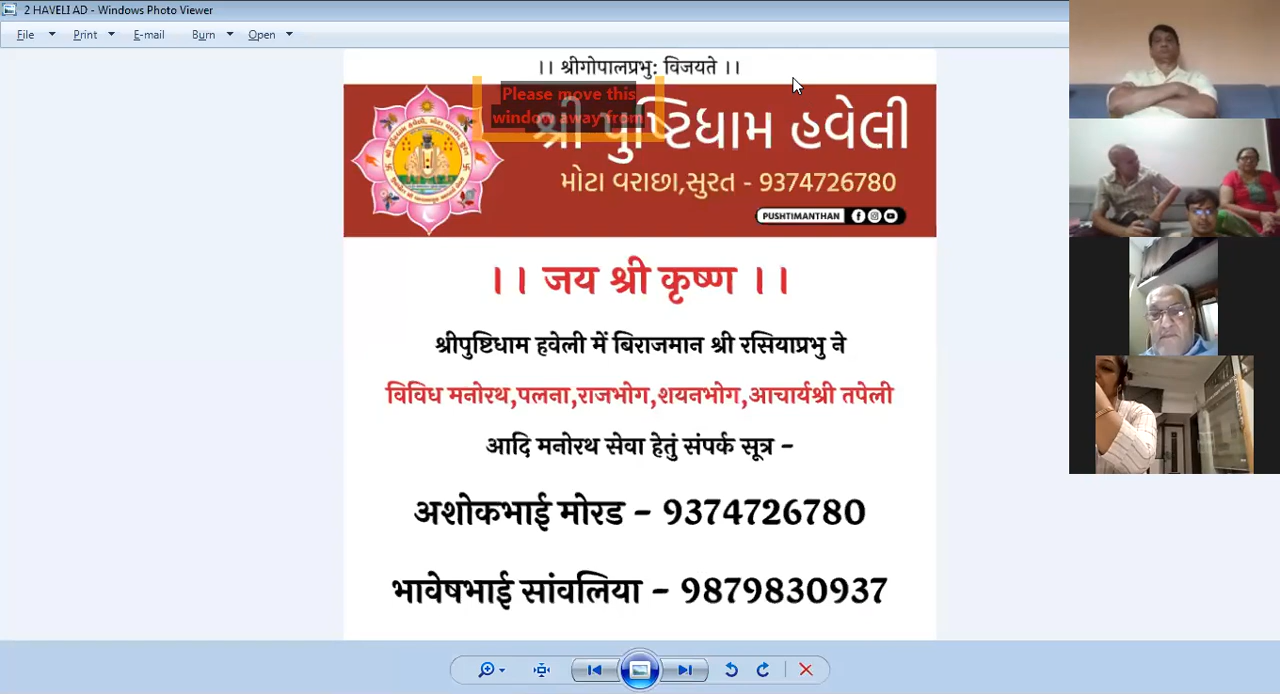 2 HAVELI AD - Windows Photo Viewer
File Print E-mail Burn Open
।। श्रीगोपालप्रभु: विजयते ।।
Please move this
window away from
શ્રી પુષ્ટિધામ હવેલી
મોટા વરાછા,સુરત - 9374726780
PUSHTIMANTHAN
।। जय श्री कृष्ण ।।
श्रीपुष्टिधाम हवेली में बिराजमान श्री रसियाप्रभु ने
विविध मनोरथ,पलना,राजभोग,शयनभोग,आचार्यश्री तपेली
आदि मनोरथ सेवा हेतुं संपर्क सूत्र -
अशोकभाई मोरड - 9374726780
भावेषभाई सांवलिया - 9879830937